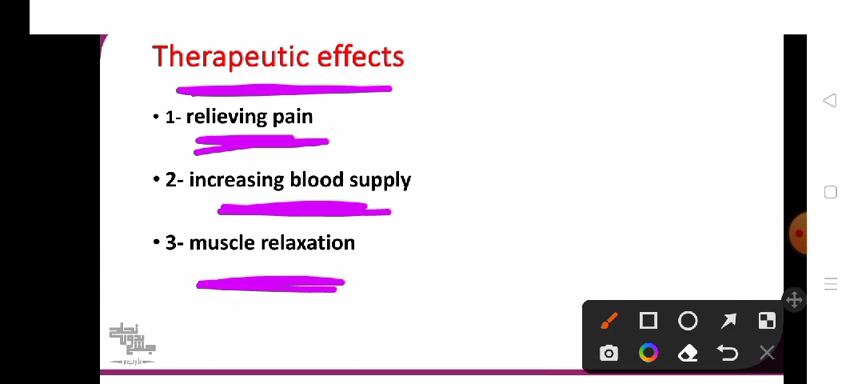 Therapeutic effects
• 1- relieving pain
• 2- increasing blood supply
• 3- muscle relaxation